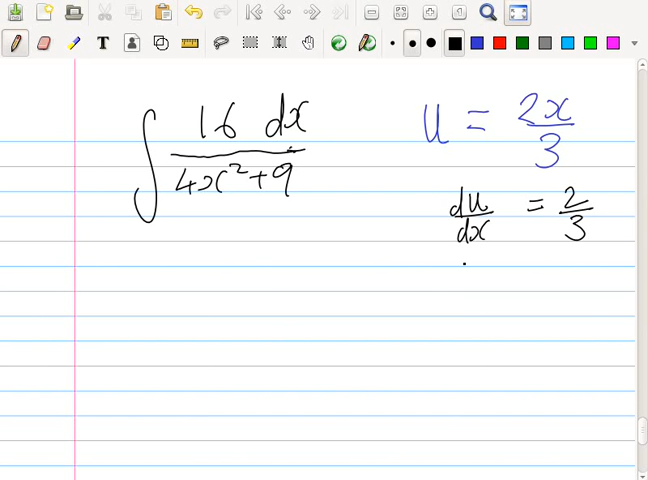 ∫ 16 dx / 4x² + 9
u = 2x / 3
du / dx = 2 / 3